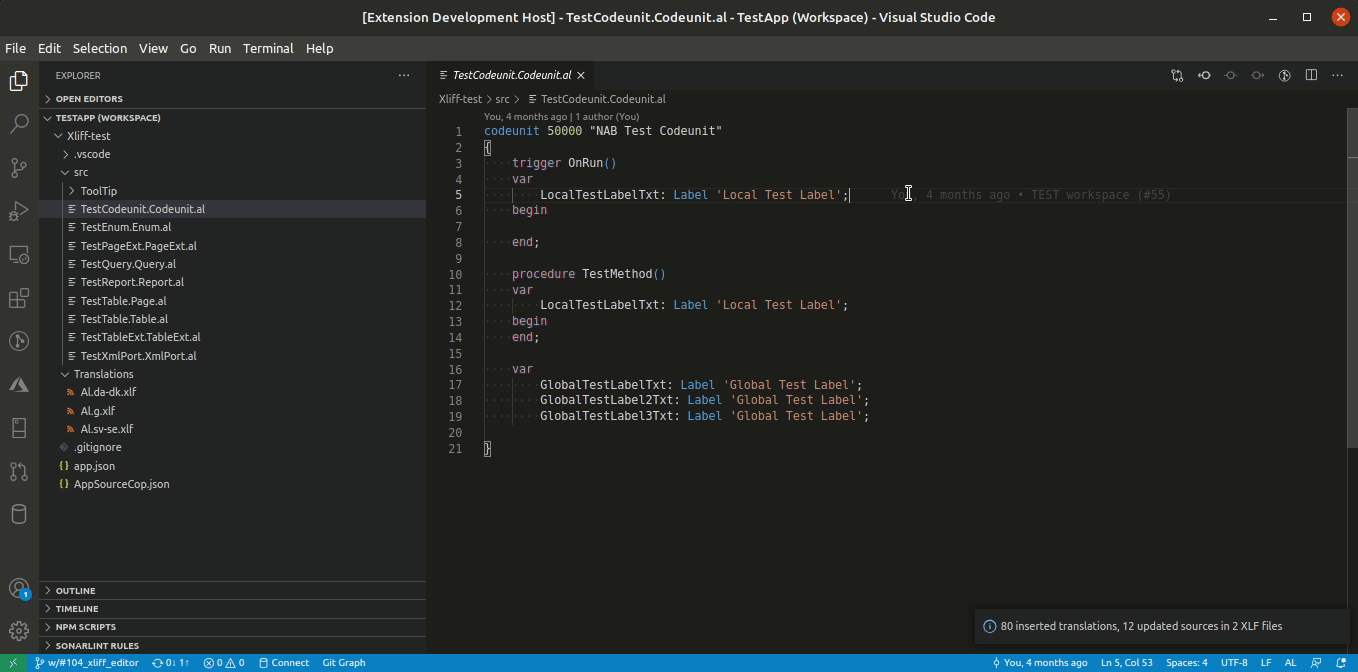 [Extension Development Host] - TestCodeunit.Codeunit.al - TestApp (Workspace) - Visual Studio Code
File Edit Selection View Go Run Terminal Help
EXPLORER
OPEN EDITORS
TESTAPP (WORKSPACE)
Xliff-test
.vscode
src
ToolTip
TestCodeunit.Codeunit.al
TestEnum.Enum.al
TestPageExt.PageExt.al
TestQuery.Query.al
TestReport.Report.al
TestTable.Page.al
TestTable.Table.al
TestTableExt.TableExt.al
TestXmlPort.XmlPort.al
Translations
Al.da-dk.xlf
Al.g.xlf
Al.sv-se.xlf
.gitignore
{} app.json
{} AppSourceCop.json
OUTLINE
TIMELINE
NPM SCRIPTS
SONARLINT RULES
1
TestCodeunit.Codeunit.al
Xliff-test > src > TestCodeunit.Codeunit.al
You, 4 months ago | 1 author (You)
1 codeunit 50000 "NAB Test Codeunit"
2 {
3 trigger OnRun()
4 var
5 LocalTestLabelTxt: Label 'Local Test Label'; You, 4 months ago • TEST workspace (#55)
6 begin
7
8 end;
9
10 procedure TestMethod()
11 var
12 LocalTestLabelTxt: Label 'Local Test Label';
13 begin
14 end;
15
16 var
17 GlobalTestLabelTxt: Label 'Global Test Label';
18 GlobalTestLabel2Txt: Label 'Global Test Label';
19 GlobalTestLabel3Txt: Label 'Global Test Label';
20
21 }
80 inserted translations, 12 updated sources in 2 XLF files
w/#104_xliff_editor 0↓ 1↑ 0 0 Connect Git Graph You, 4 months ago Ln 5, Col 53 Spaces: 4 UTF-8 LF AL